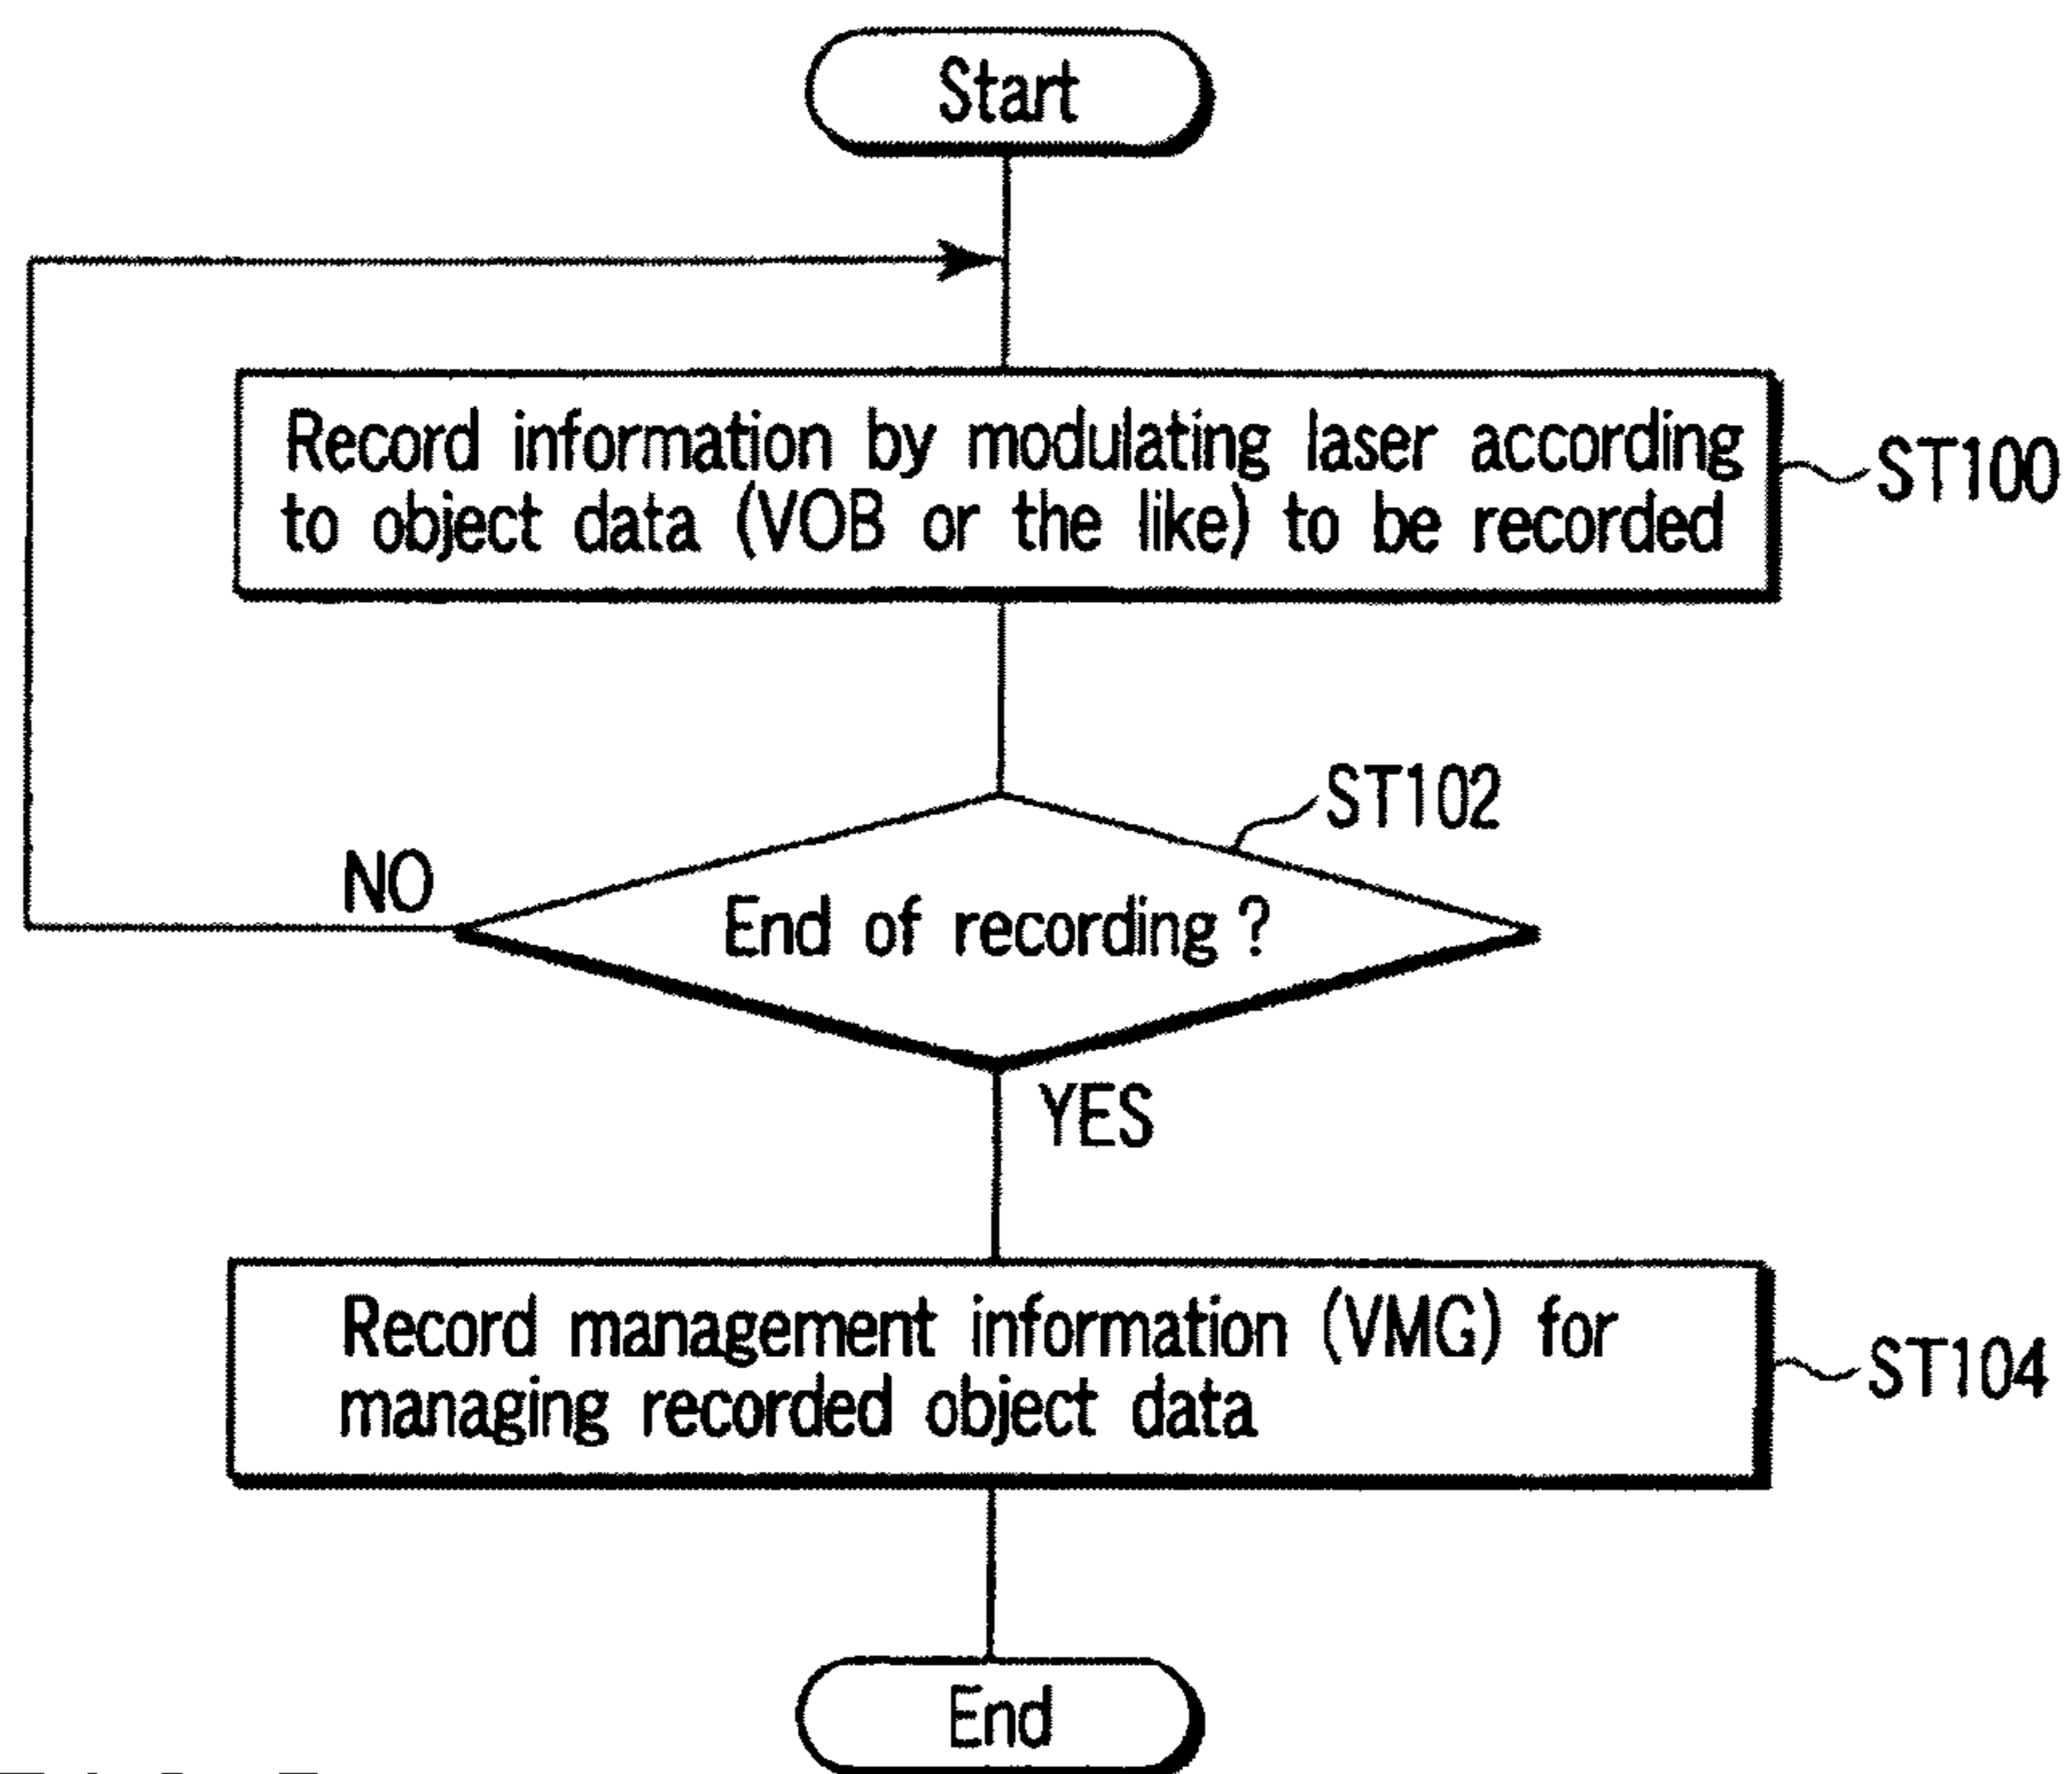 Start
Record information by modulating laser according
to object data (VOB or the like) to be recorded
ST100
ST102
NO
End of recording ?
YES
Record management information (VMG) for
managing recorded object data
ST104
End